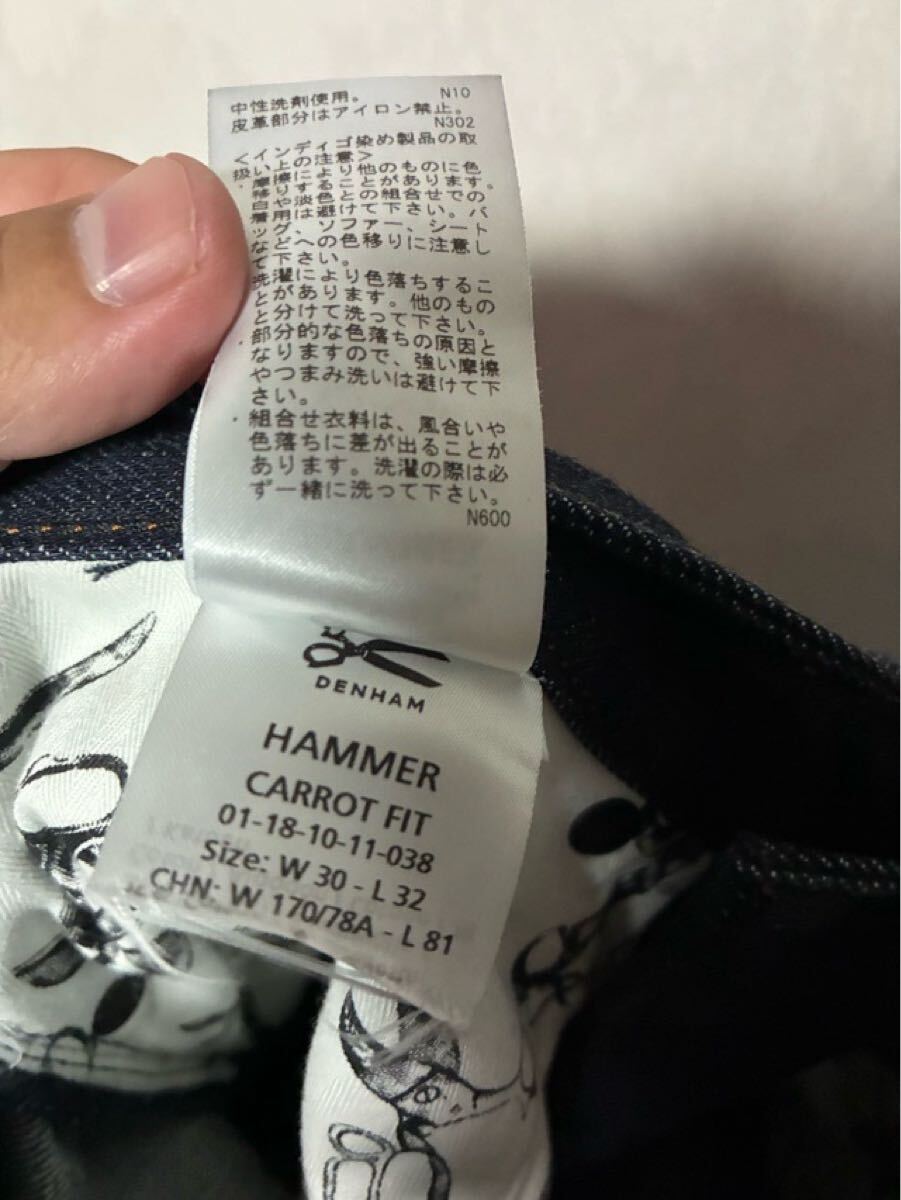 中性洗剤使用。 N10
皮革部分はアイロン禁止。
N302
<インディゴ染め製品の取
扱い上の注意>
・摩擦により他のものに色
移りすることがあります。
白や淡色との組合せでの
着用は避けて下さい。バ
ッグ、ソファー、シート
などへの色移りに注意し
て下さい。
・洗濯により色落ちするこ
とがあります。他のもの
と分けて洗って下さい。
・部分的な色落ちの原因と
なりますので、強い摩擦
やつまみ洗いは避けて下
さい。
・組合せ衣料は、風合いや
色落ちに差が出ることが
あります。洗濯の際は必
ず一緒に洗って下さい。
N600
DENHAM
HAMMER
CARROT FIT
01-18-10-11-038
Size: W 30 - L 32
CHN: W 170/78A - L 81